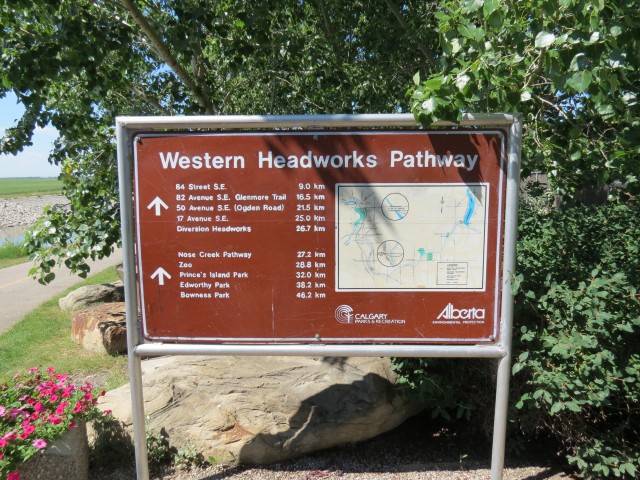 Western Headworks Pathway
84 Street S.E. 9.0 km
82 Avenue S.E. Glenmore Trail 16.5 km
50 Avenue S.E. (Ogden Road) 21.5 km
17 Avenue S.E. 25.0 km
Diversion Headworks 26.7 km
Nose Creek Pathway 27.2 km
Zoo 28.8 km
Prince's Island Park 32.0 km
Edworthy Park 38.2 km
Bowness Park 46.2 km
CALGARY
PARKS & RECREATION
Alberta
ENVIRONMENTAL PROTECTION